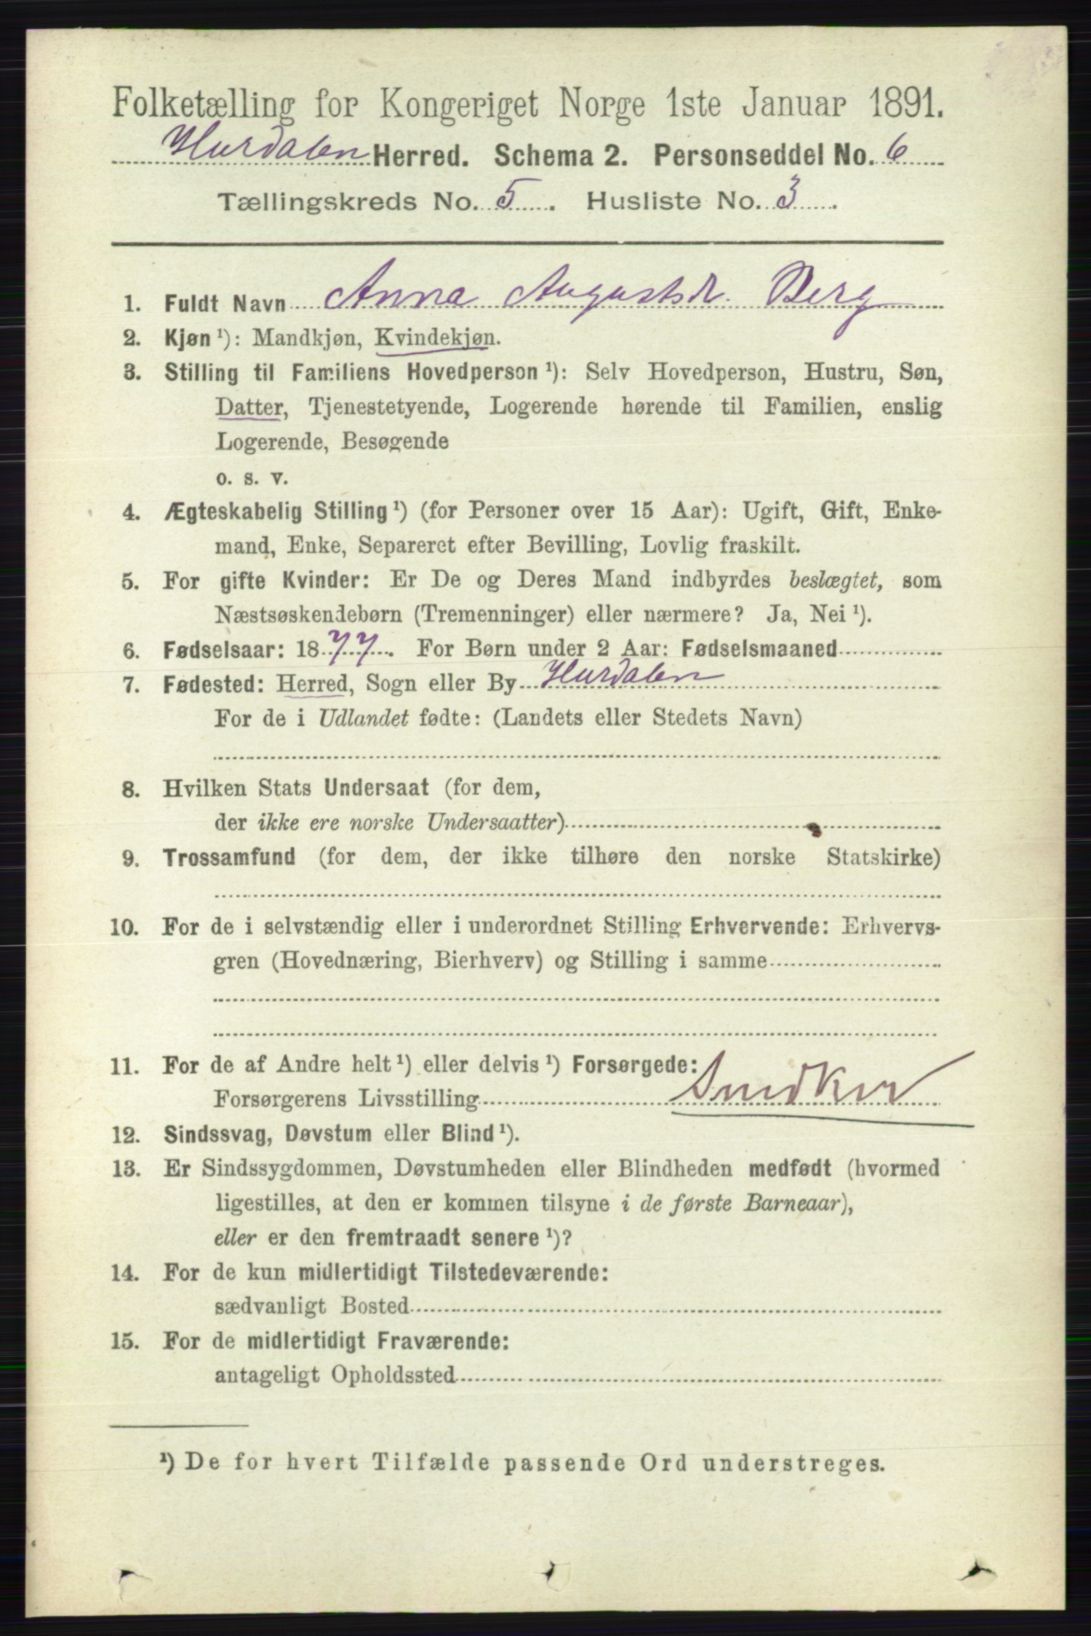 Folketælling for Kongeriget Norge 1ste Januar 1891.
Hurdalen Herred. Schema 2. Personseddel No. 6
Tællingskreds No. 5. Husliste No. 3.
1. Fuldt Navn Anna Augustsdr. Berg
2. Kjøn ¹): Mandkjøn, Kvindekjøn.
3. Stilling til Familiens Hovedperson ¹): Selv Hovedperson, Hustru, Søn,
Datter, Tjenestetyende, Logerende hørende til Familien, enslig
Logerende, Besøgende
o. s. v.
4. Ægteskabelig Stilling ¹) (for Personer over 15 Aar): Ugift, Gift, Enke-
mand, Enke, Separeret efter Bevilling, Lovlig fraskilt.
5. For gifte Kvinder: Er De og Deres Mand indbyrdes beslægtet, som
Næstsøskendebørn (Tremenninger) eller nærmere? Ja, Nei ¹).
6. Fødselsaar: 1877. For Børn under 2 Aar: Fødselsmaaned
7. Fødested: Herred, Sogn eller By Hurdalen
For de i Udlandet fødte: (Landets eller Stedets Navn)
8. Hvilken Stats Undersaat (for dem,
der ikke ere norske Undersaatter)
9. Trossamfund (for dem, der ikke tilhøre den norske Statskirke)
10. For de i selvstændig eller i underordnet Stilling Erhvervende: Erhvervs-
gren (Hovednæring, Bierhverv) og Stilling i samme
11. For de af Andre helt ¹) eller delvis ¹) Forsørgede:
Forsørgerens Livsstilling Snedker
12. Sindssvag, Døvstum eller Blind ¹).
13. Er Sindssygdommen, Døvstumheden eller Blindheden medfødt (hvormed
ligestilles, at den er kommen tilsyne i de første Barneaar),
eller er den fremtraadt senere ¹)?
14. For de kun midlertidigt Tilstedeværende:
sædvanligt Bosted
15. For de midlertidigt Fraværende:
antageligt Opholdssted
¹) De for hvert Tilfælde passende Ord understreges.